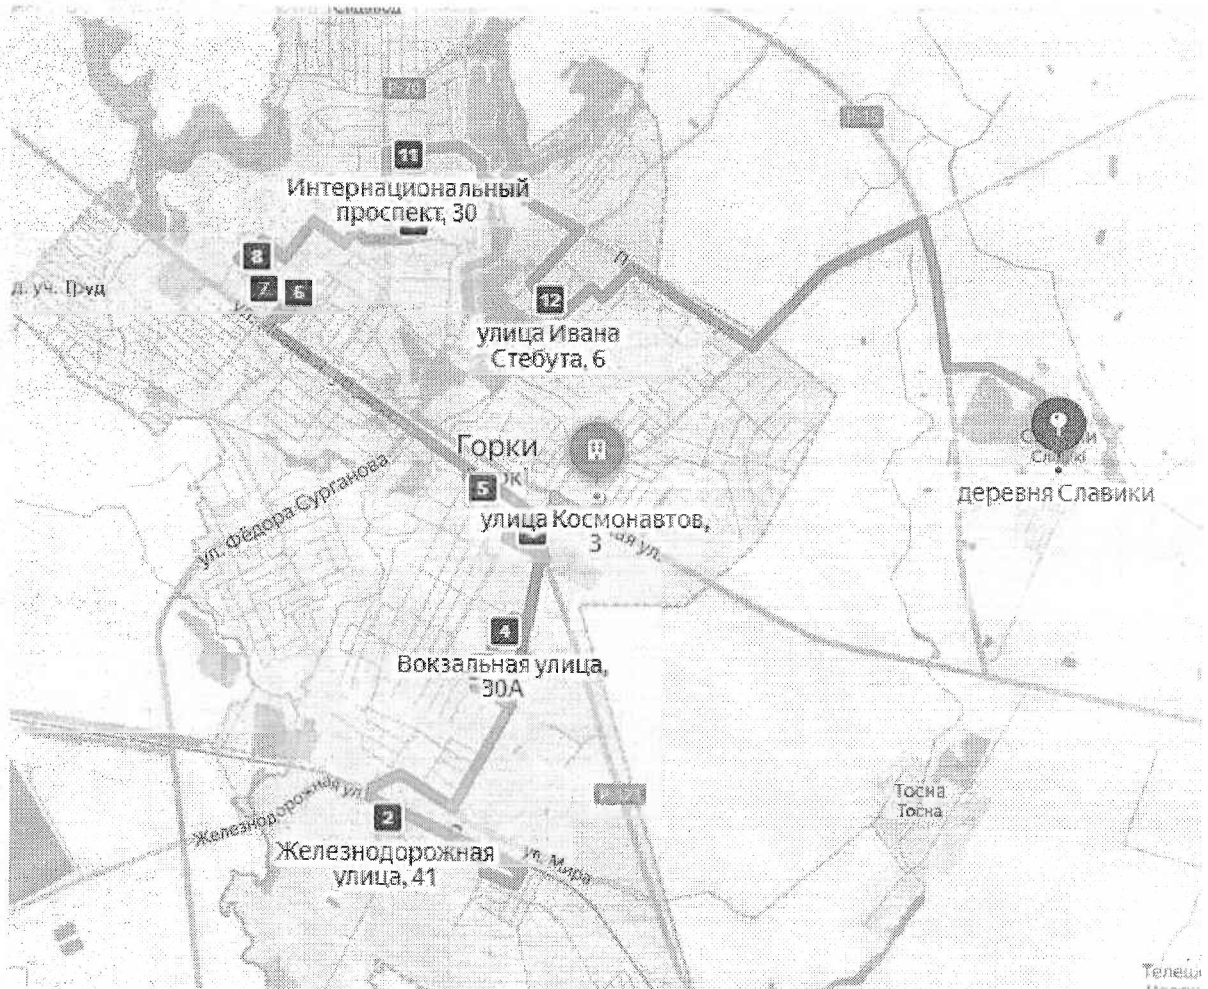 Р-70
11
Интернациональный
проспект, 30
8
7
6
д. уч. Труд
12
улица Ивана
Стебута, 6
Горки
5
улица Космонавтов,
3
ул. Фёдора Сурганова
деревня Славики
4
Вокзальная улица,
30А
Железнодорожная ул.
2
Железнодорожная
улица, 41
ул. Мира
Тосна
Тосна